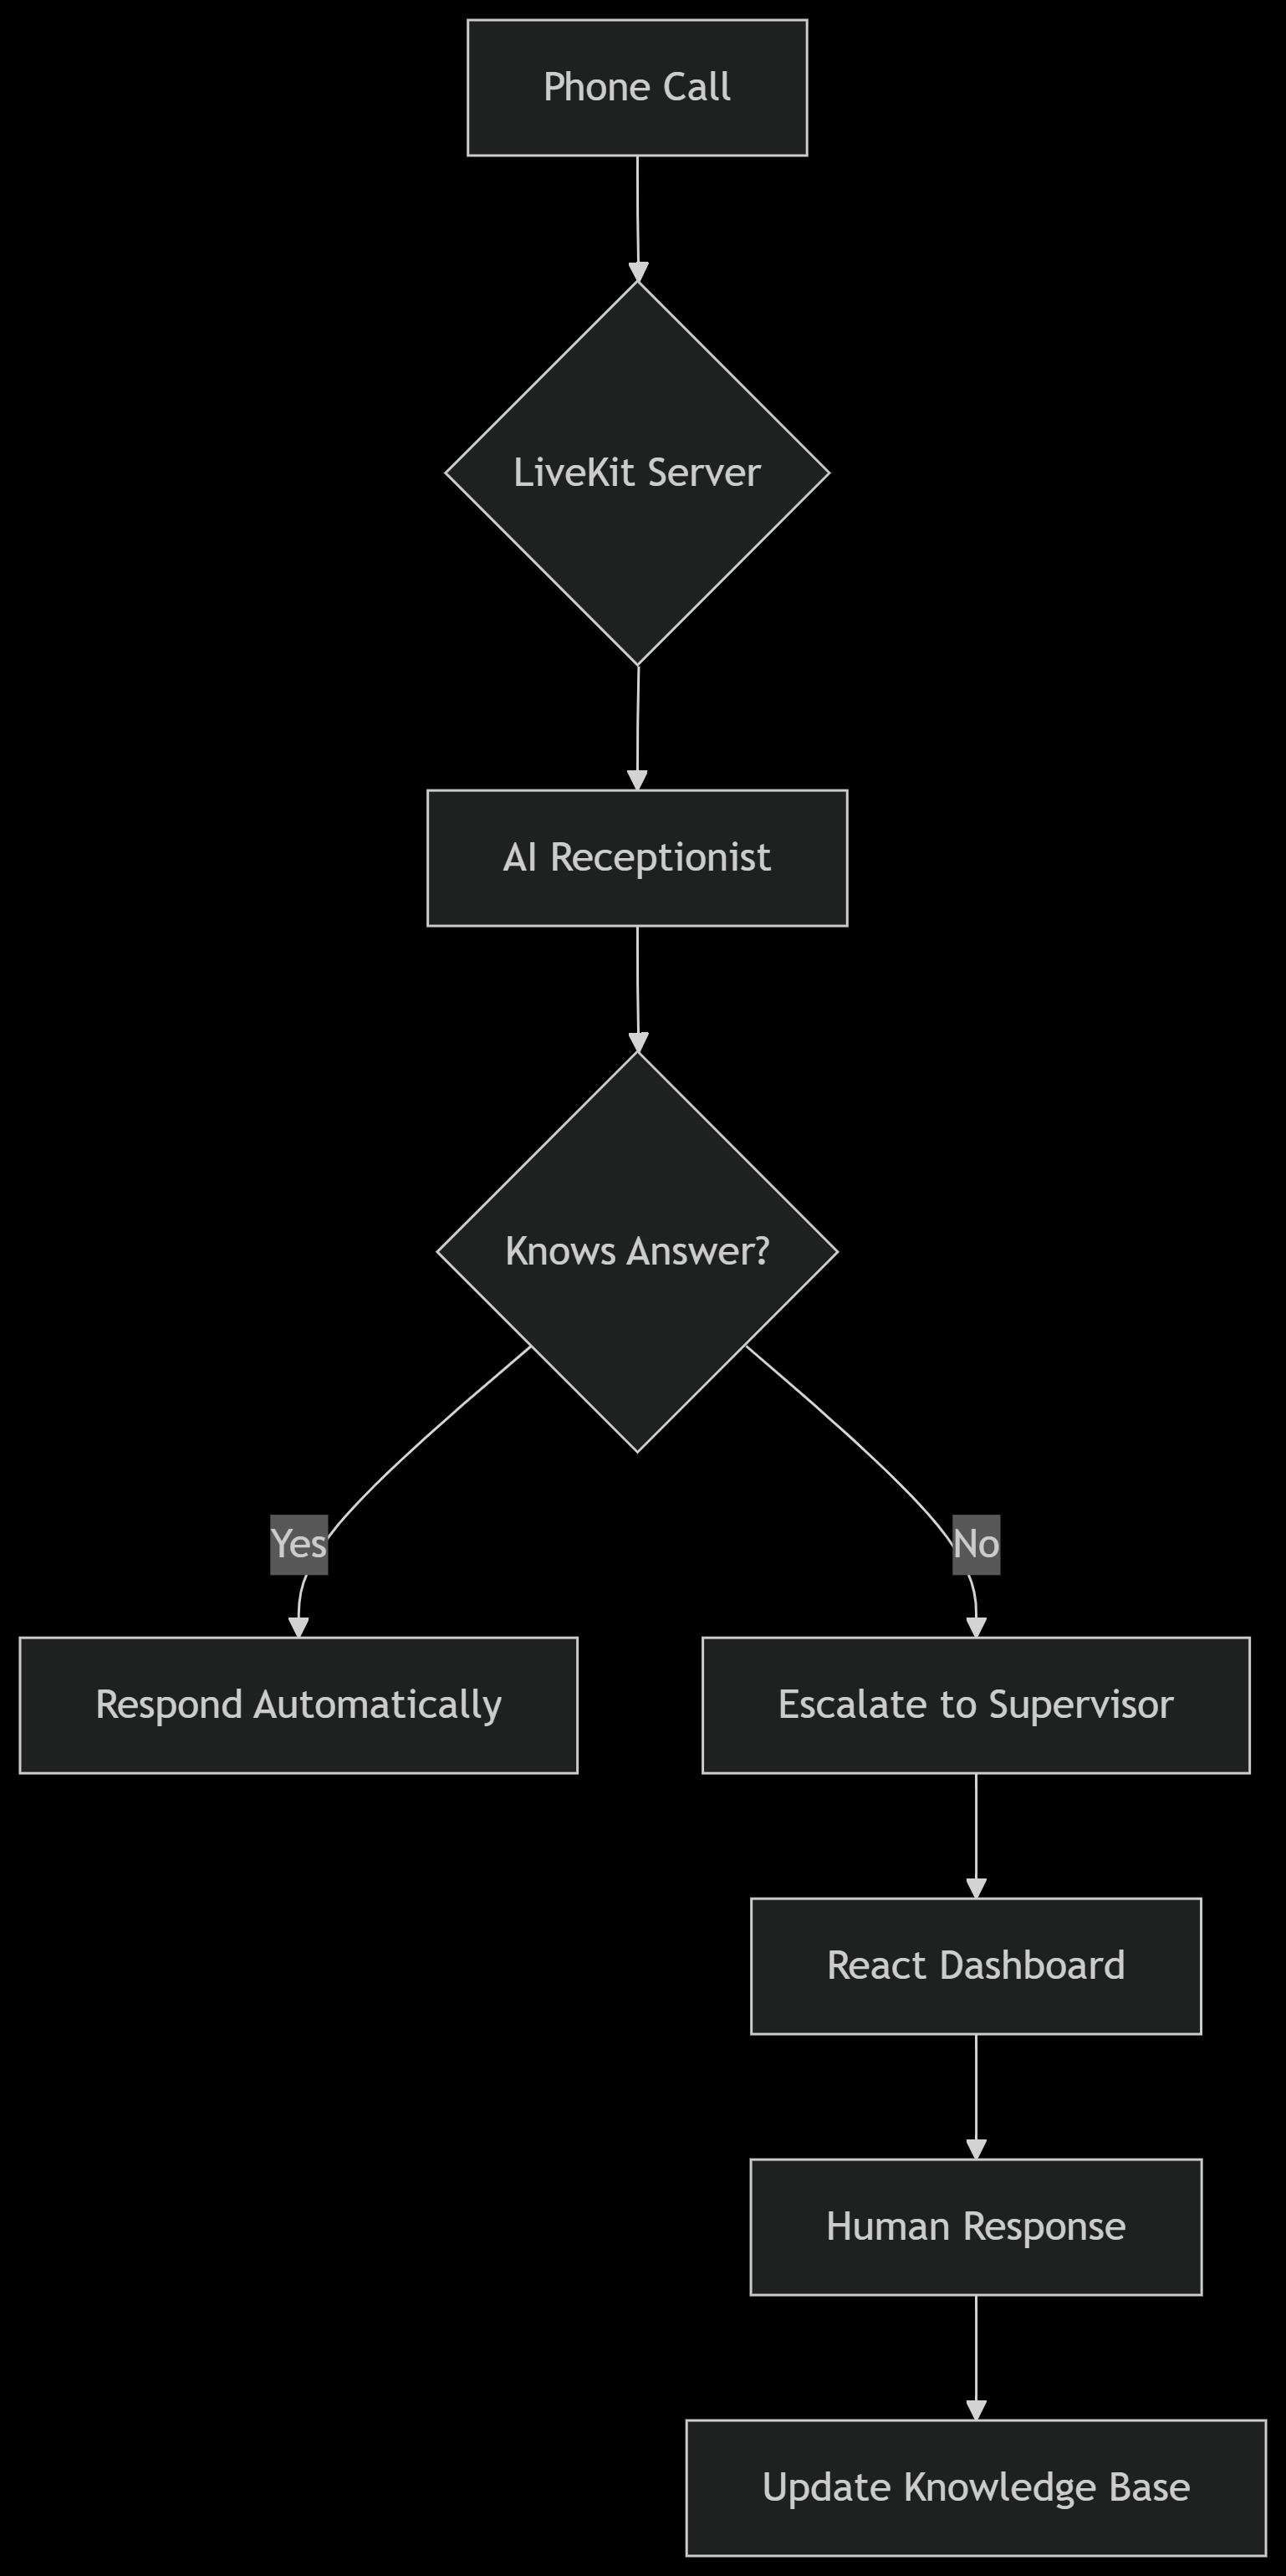 Phone Call
LiveKit Server
AI Receptionist
Knows Answer?
Yes
No
Respond Automatically
Escalate to Supervisor
React Dashboard
Human Response
Update Knowledge Base